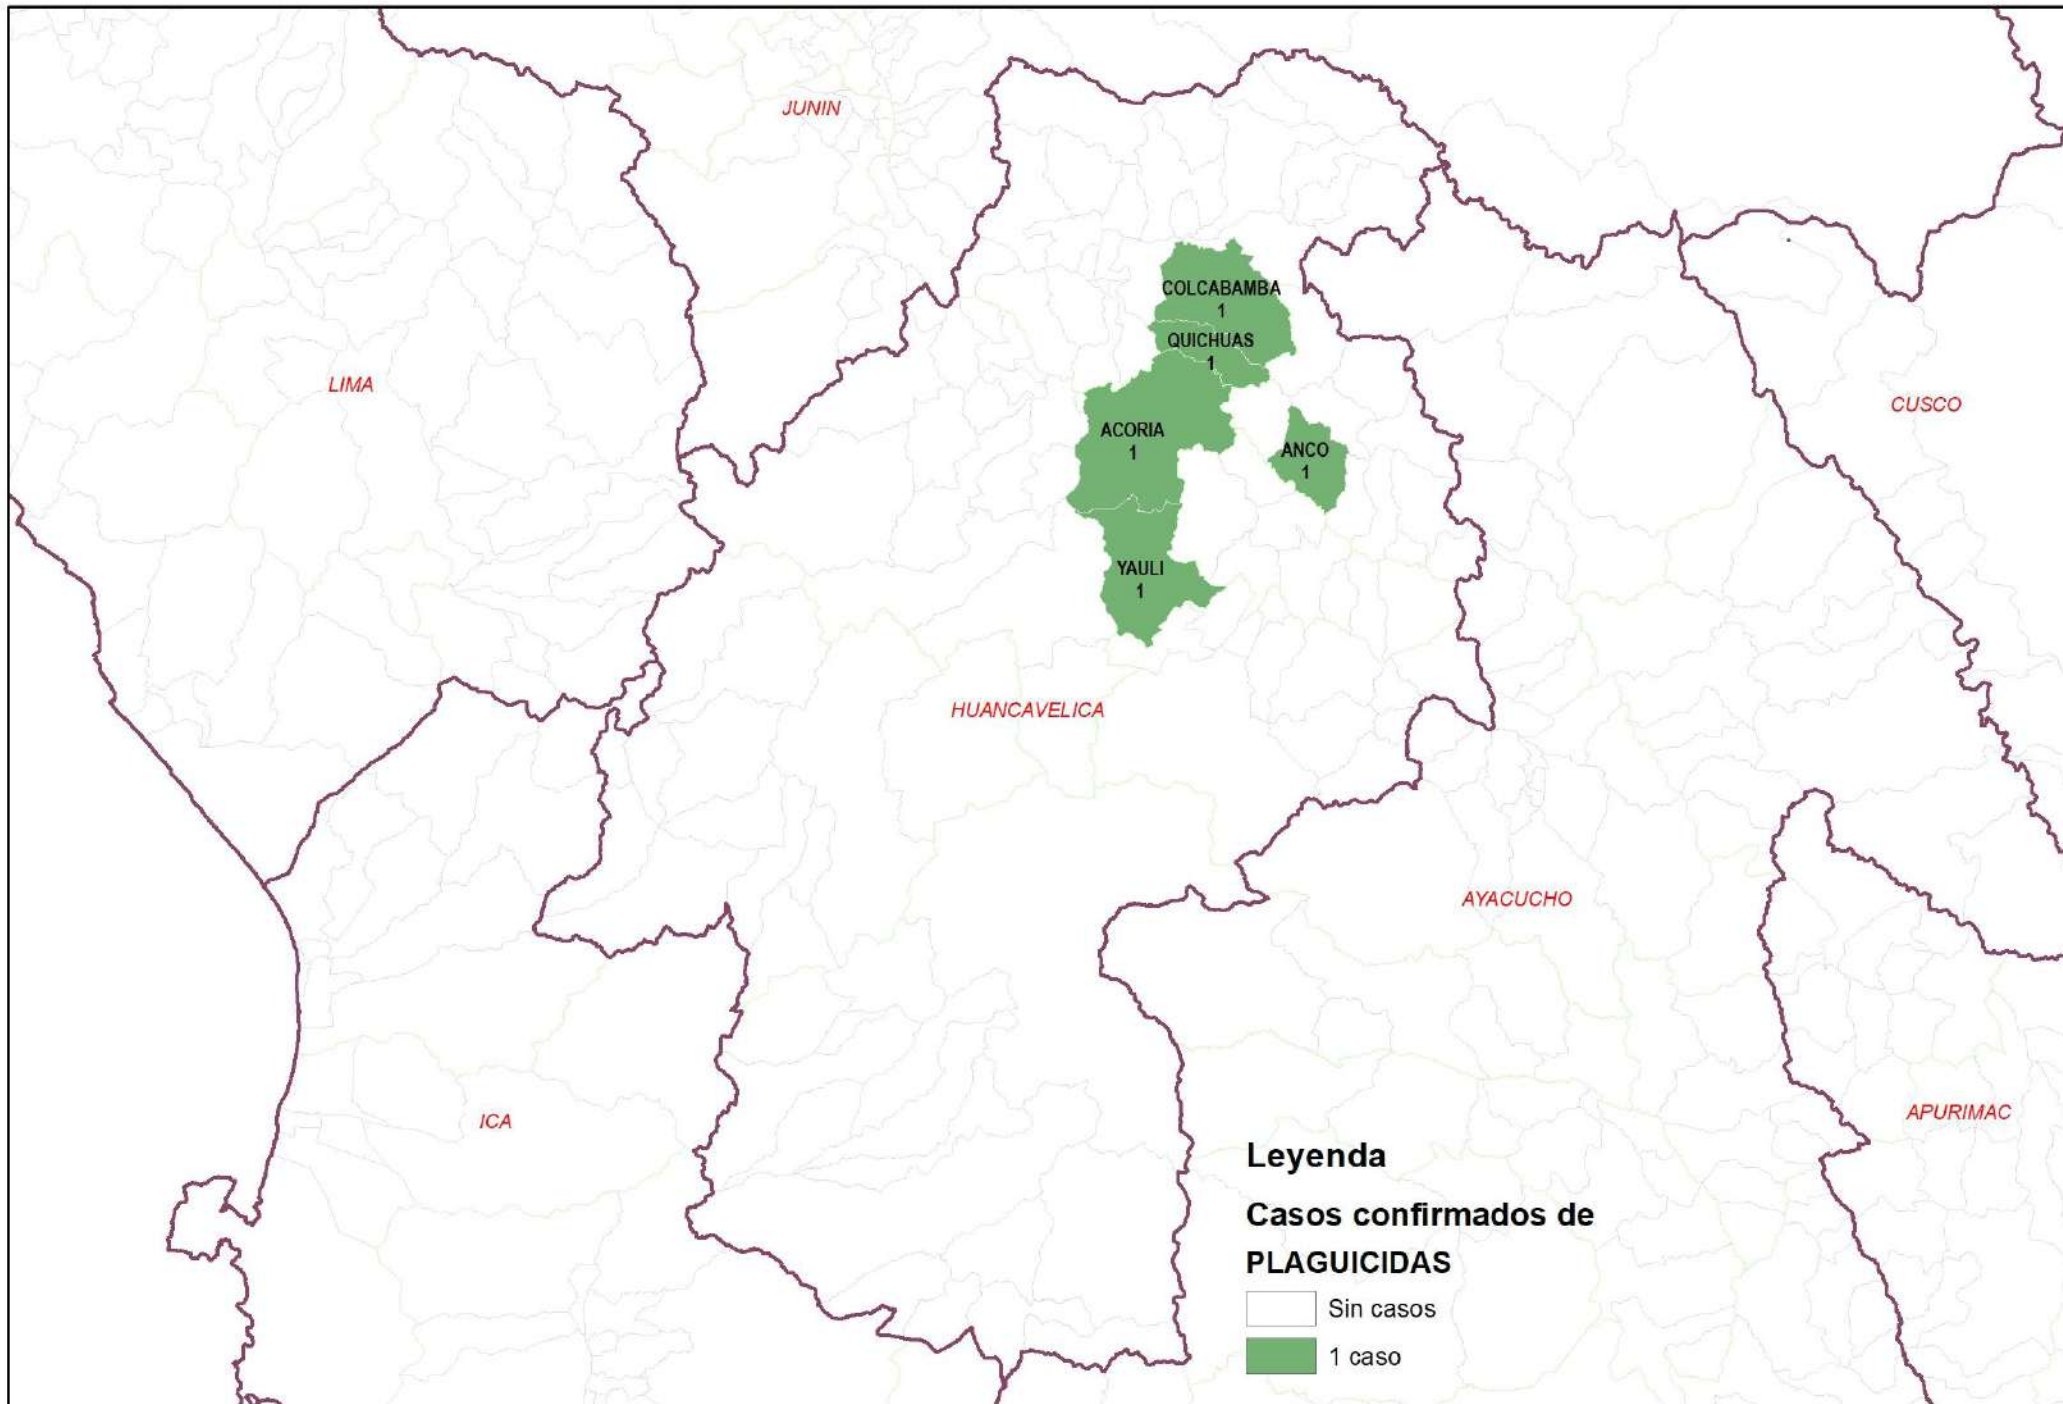 JUNIN
COLCABAMBA
1
QUICHUAS
1
LIMA
CUSCO
ACORIA
1
ANCO
1
YAULI
1
HUANCAVELICA
AYACUCHO
ICA
APURIMAC
Leyenda
Casos confirmados de
PLAGUICIDAS
Sin casos
1 caso